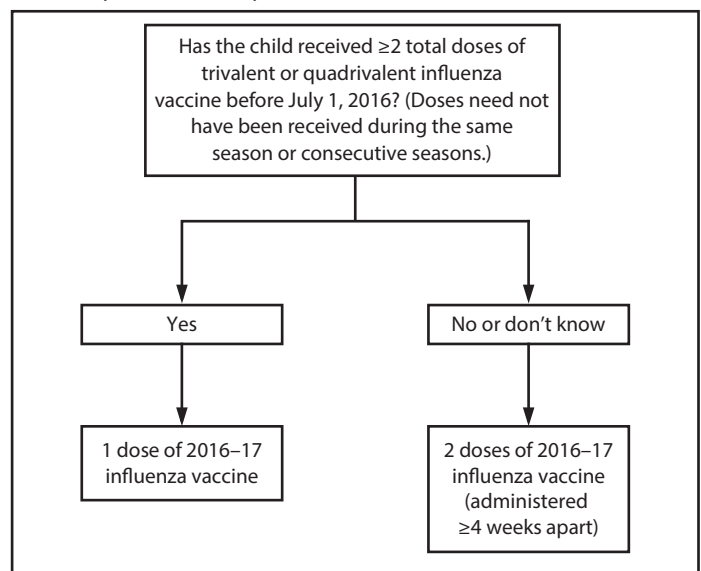 Has the child received ≥2 total doses of
trivalent or quadrivalent influenza
vaccine before July 1, 2016? (Doses need not
have been received during the same
season or consecutive seasons.)
Yes
No or don't know
1 dose of 2016–17
influenza vaccine
2 doses of 2016–17
influenza vaccine
(administered
≥4 weeks apart)